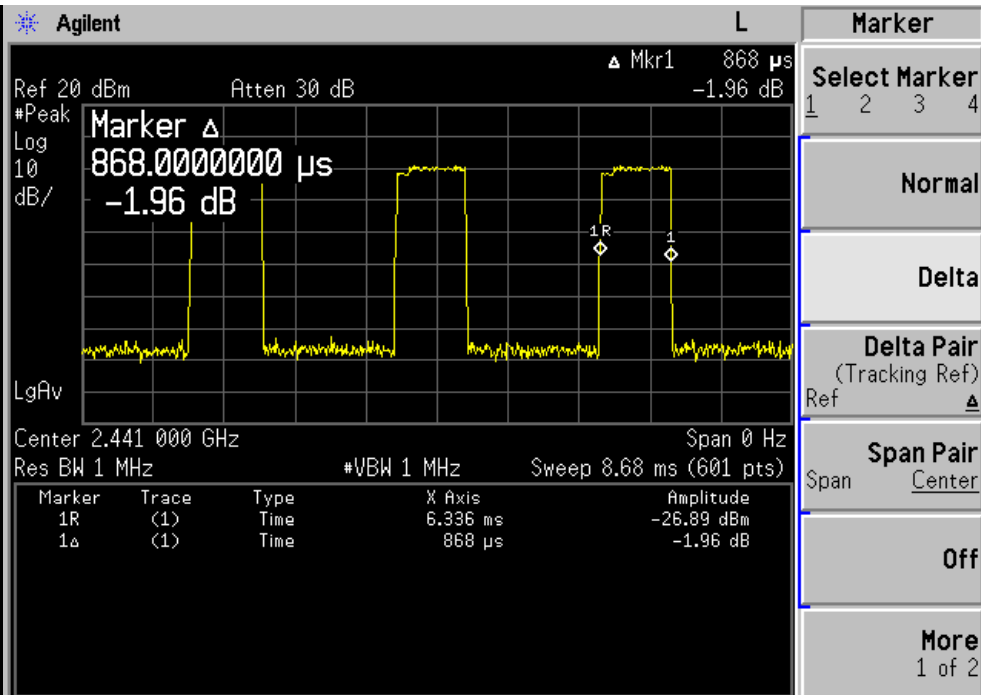 Agilent L
Δ Mkr1 868 µs
Ref 20 dBm Atten 30 dB -1.96 dB
#Peak
Log
10
dB/
Marker Δ
868.0000000 µs
-1.96 dB
1R
1
LgAv
Center 2.441 000 GHz Span 0 Hz
Res BW 1 MHz #VBW 1 MHz Sweep 8.68 ms (601 pts)
Marker Trace Type X Axis Amplitude
1R (1) Time 6.336 ms -26.89 dBm
1Δ (1) Time 868 µs -1.96 dB
Marker
Select Marker
1 2 3 4
Normal
Delta
Delta Pair
(Tracking Ref)
Ref Δ
Span Pair
Span Center
Off
More
1 of 2